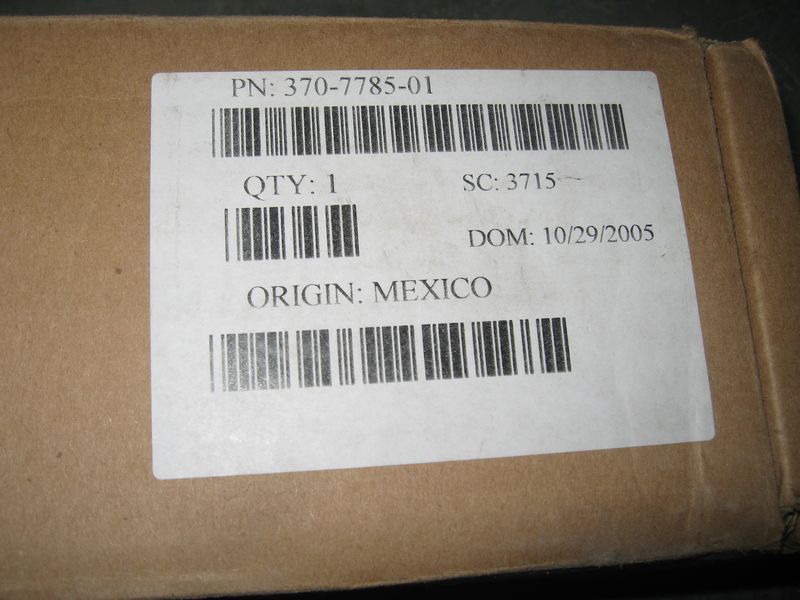 PN: 370-7785-01
QTY: 1
SC: 3715
DOM: 10/29/2005
ORIGIN: MEXICO